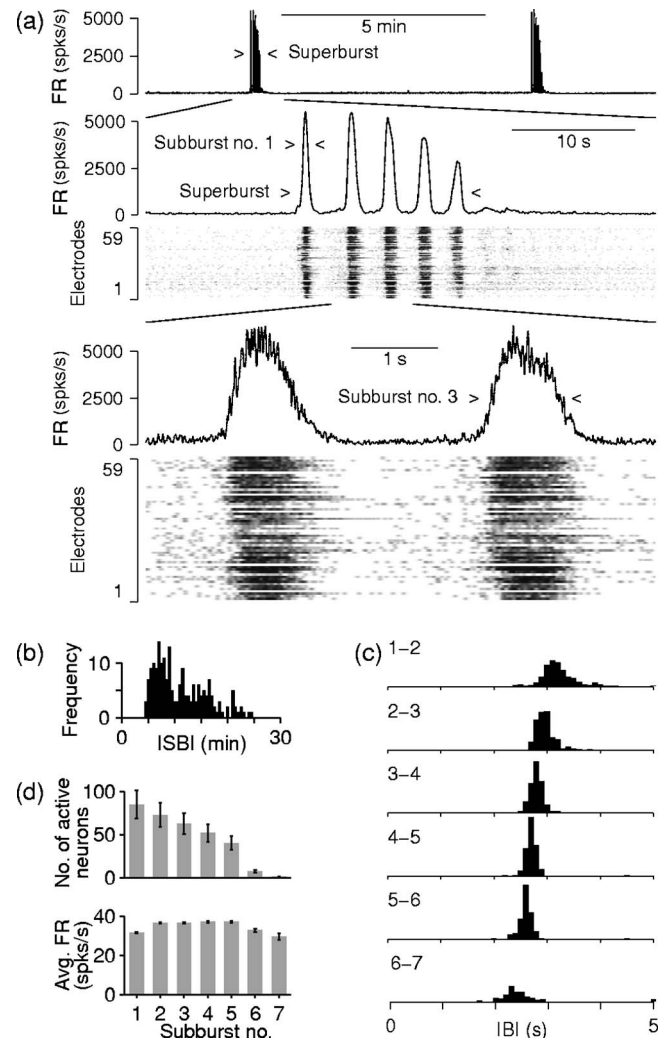 (a)
5 min
5000
2500
0
FR (spks/s)
> < Superburst
10 s
5000
2500
0
FR (spks/s)
Subburst no. 1 > <
Superburst > <
59
1
Electrodes
1 s
5000
2500
0
FR (spks/s)
Subburst no. 3 > <
59
1
Electrodes
(b)
Frequency
10
0
0 30
ISBI (min)
(c)
1–2
2–3
3–4
4–5
5–6
6–7
0 5
IBI (s)
(d)
No. of active
neurons
100
50
0
Avg. FR
(spks/s)
40
20
0
1 2 3 4 5 6 7
Subburst no.